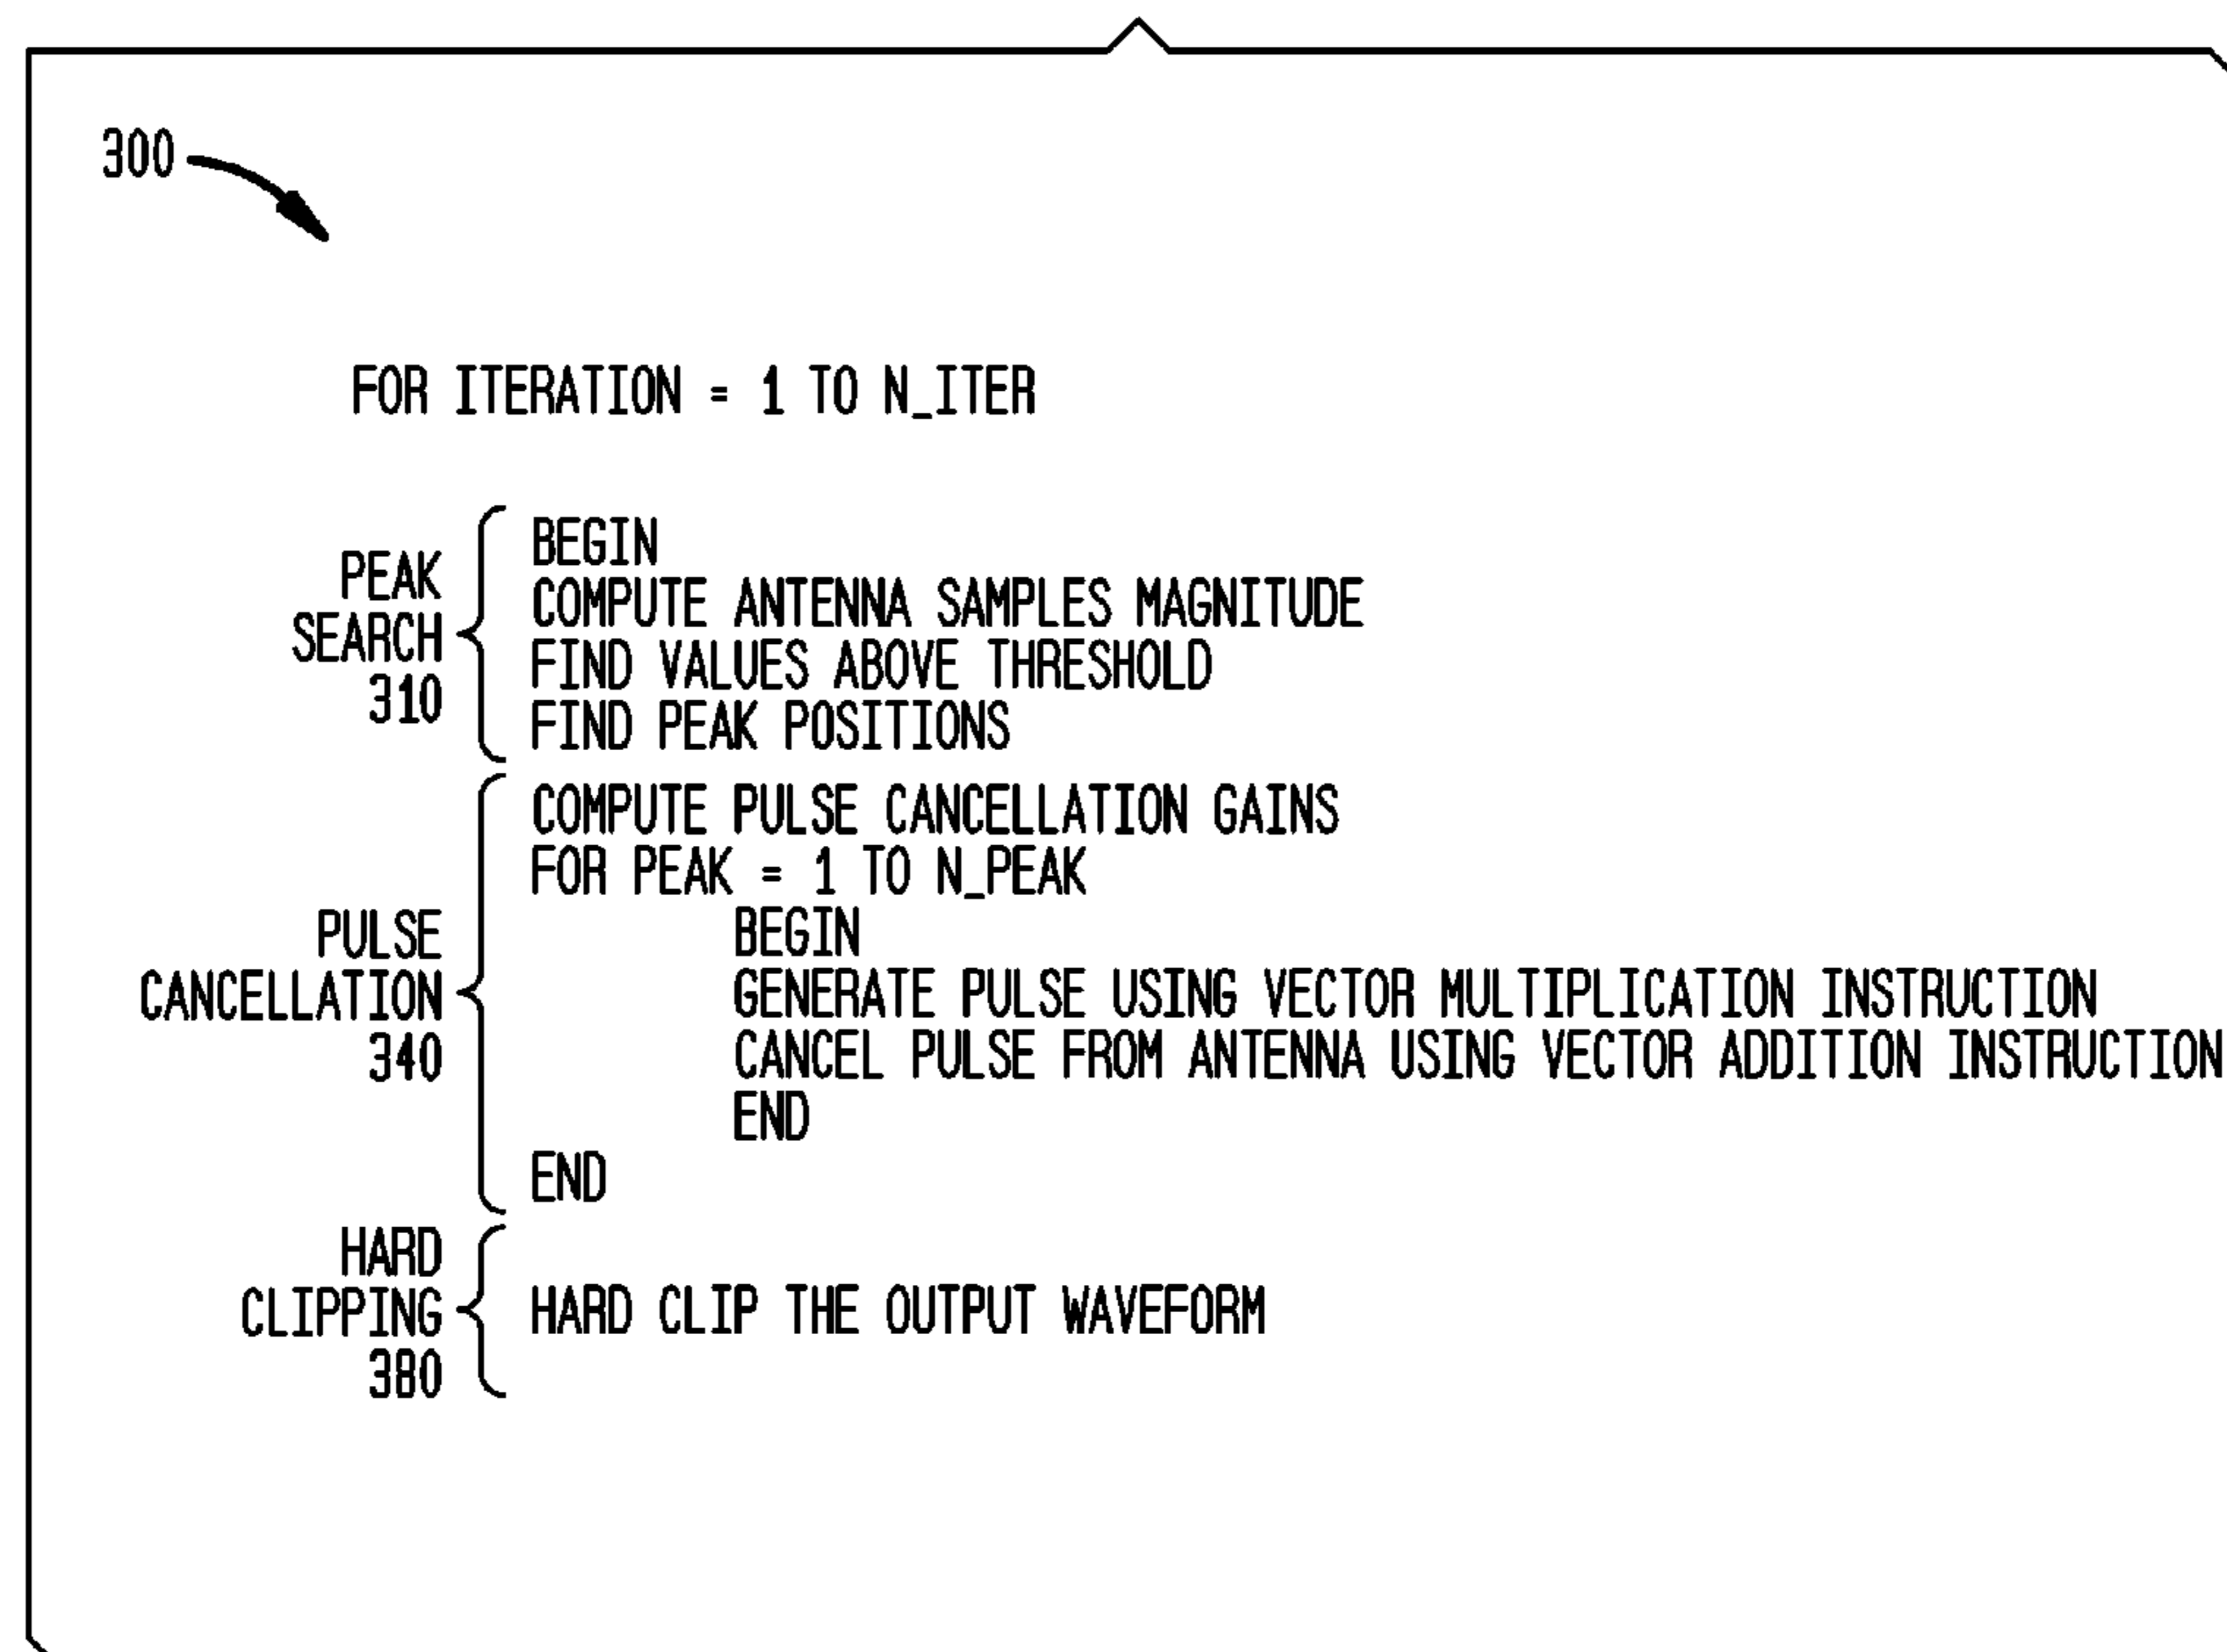 300
FOR ITERATION = 1 TO N_ITER
PEAK
SEARCH
310
BEGIN
COMPUTE ANTENNA SAMPLES MAGNITUDE
FIND VALUES ABOVE THRESHOLD
FIND PEAK POSITIONS
PULSE
CANCELLATION
340
COMPUTE PULSE CANCELLATION GAINS
FOR PEAK = 1 TO N_PEAK
BEGIN
GENERATE PULSE USING VECTOR MULTIPLICATION INSTRUCTION
CANCEL PULSE FROM ANTENNA USING VECTOR ADDITION INSTRUCTION
END
END
HARD
CLIPPING
380
HARD CLIP THE OUTPUT WAVEFORM